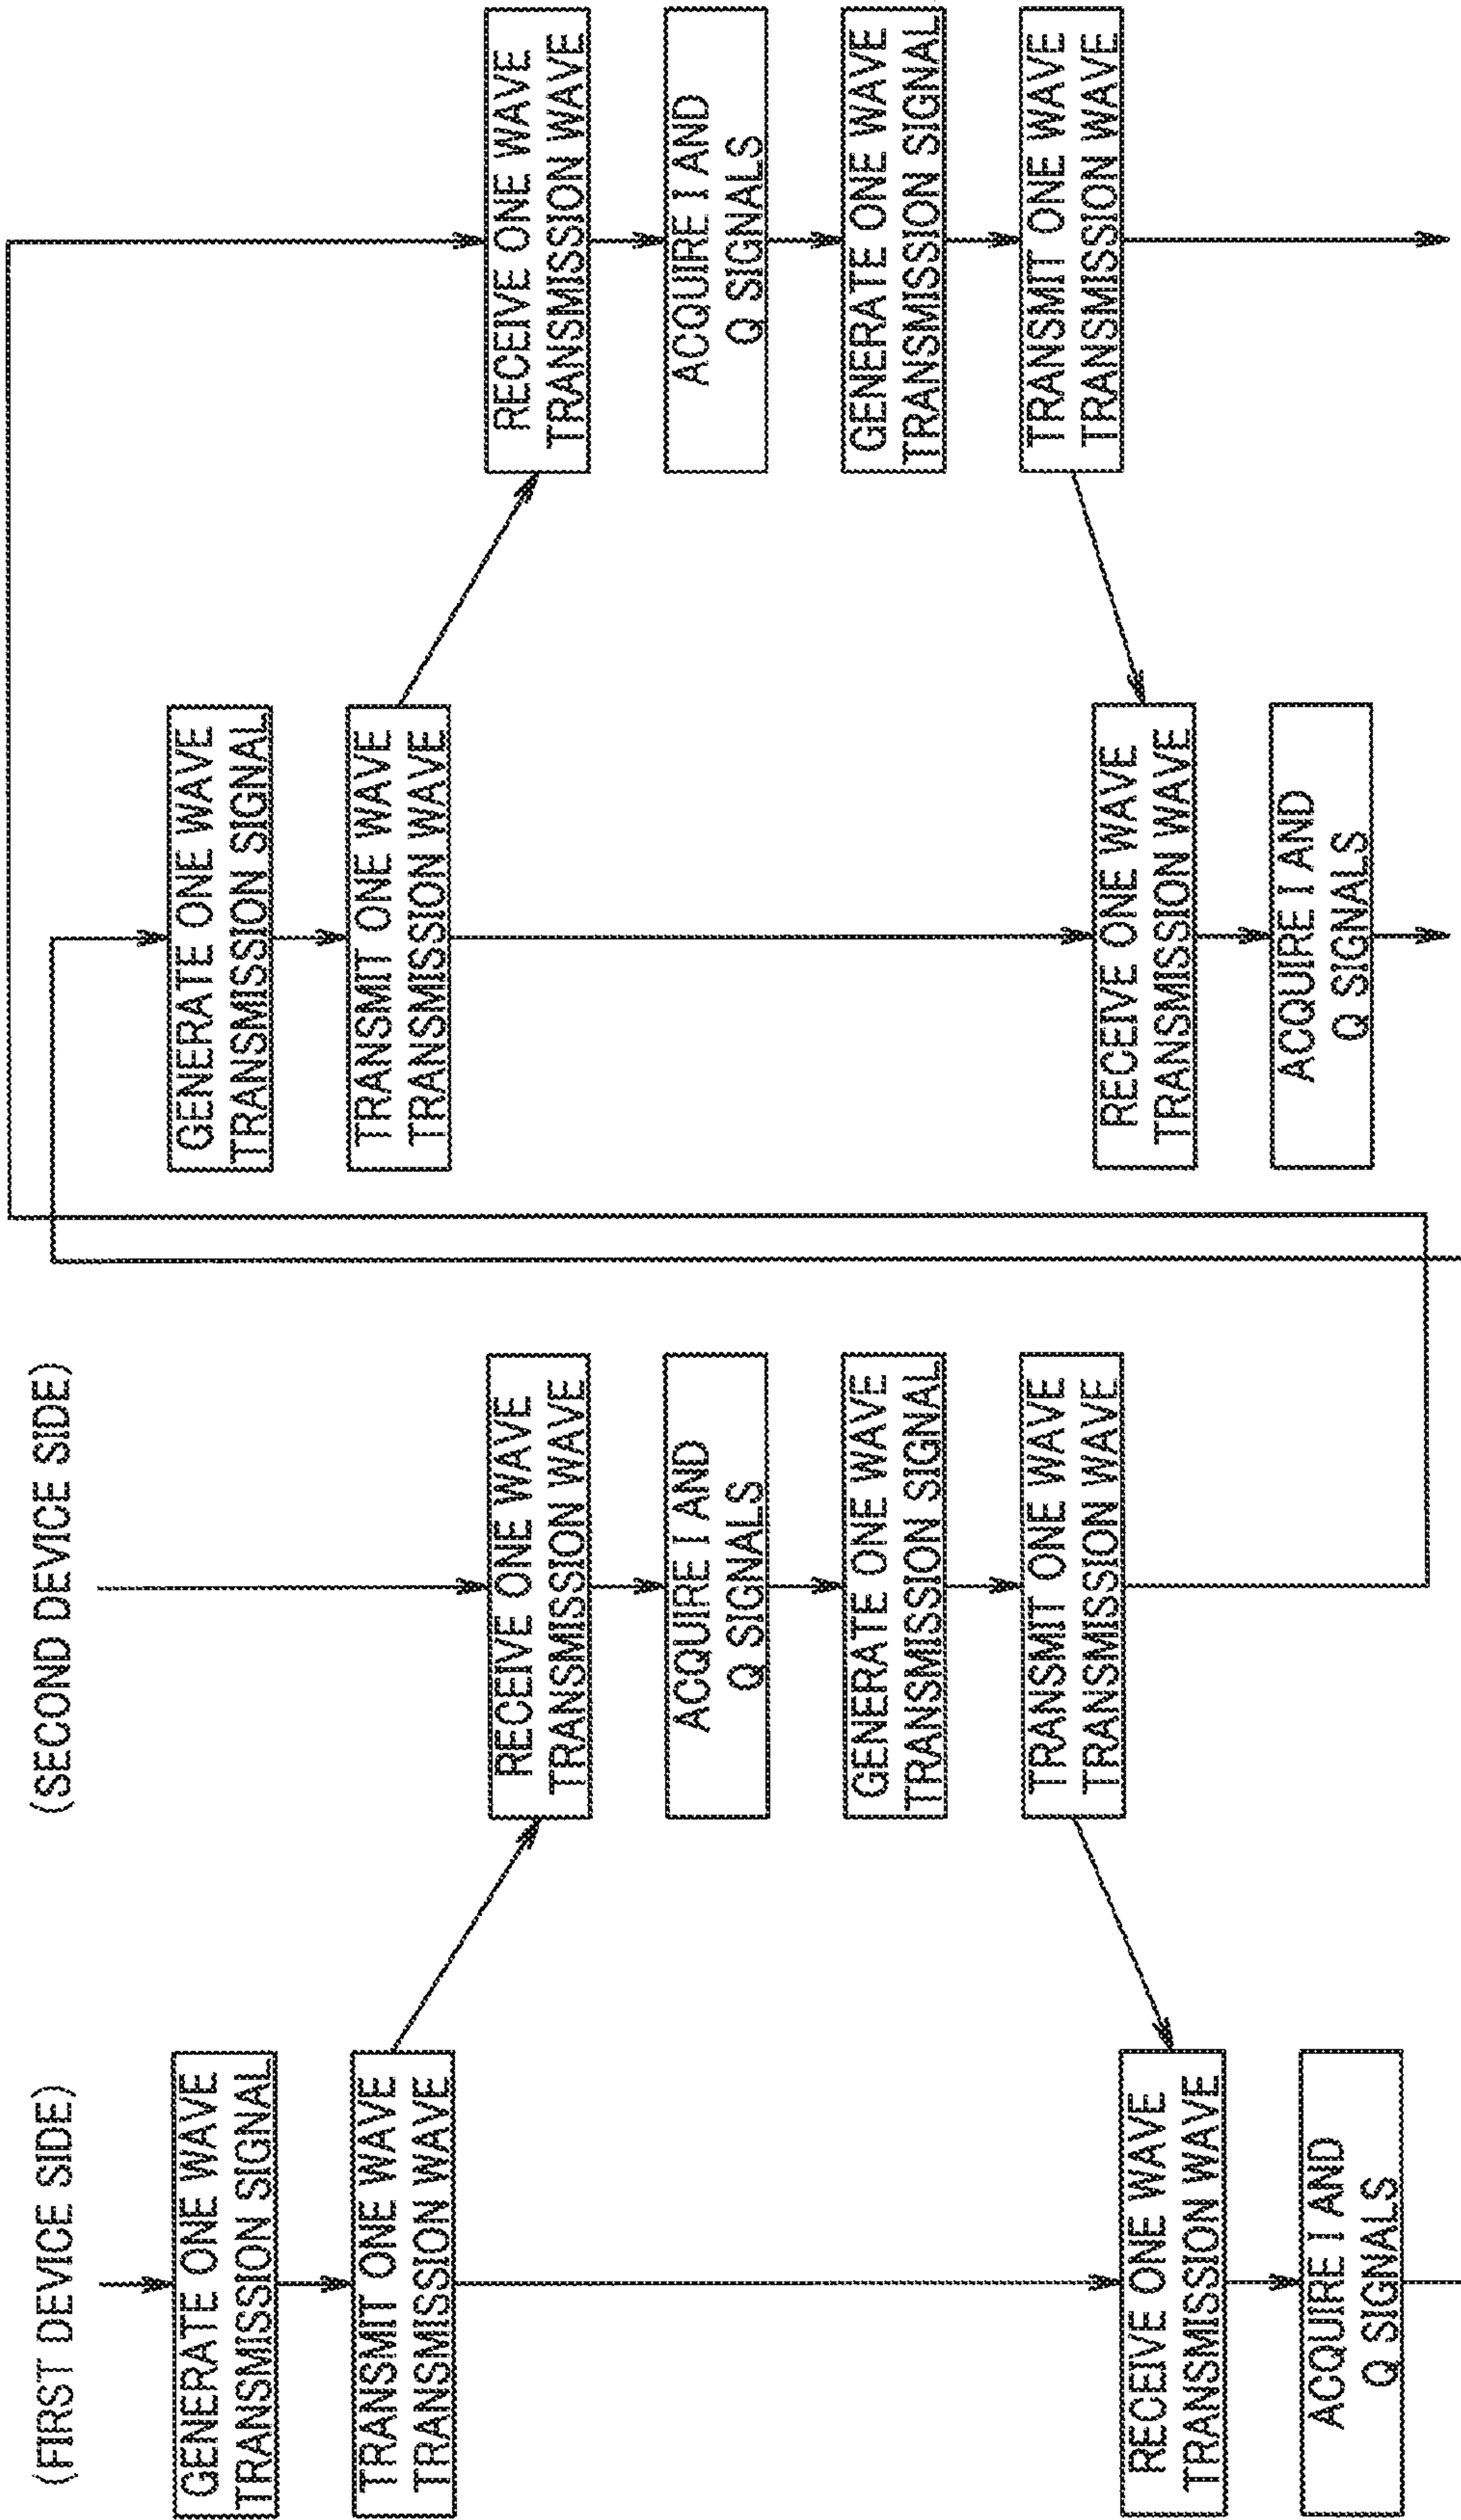 (FIRST DEVICE SIDE)
GENERATE ONE WAVE
TRANSMISSION SIGNAL
TRANSMIT ONE WAVE
TRANSMISSION WAVE
RECEIVE ONE WAVE
TRANSMISSION WAVE
ACQUIRE I AND
Q SIGNALS
(SECOND DEVICE SIDE)
RECEIVE ONE WAVE
TRANSMISSION WAVE
ACQUIRE I AND
Q SIGNALS
GENERATE ONE WAVE
TRANSMISSION SIGNAL
TRANSMIT ONE WAVE
TRANSMISSION WAVE
GENERATE ONE WAVE
TRANSMISSION SIGNAL
TRANSMIT ONE WAVE
TRANSMISSION WAVE
RECEIVE ONE WAVE
TRANSMISSION WAVE
ACQUIRE I AND
Q SIGNALS
RECEIVE ONE WAVE
TRANSMISSION WAVE
ACQUIRE I AND
Q SIGNALS
GENERATE ONE WAVE
TRANSMISSION SIGNAL
TRANSMIT ONE WAVE
TRANSMISSION WAVE